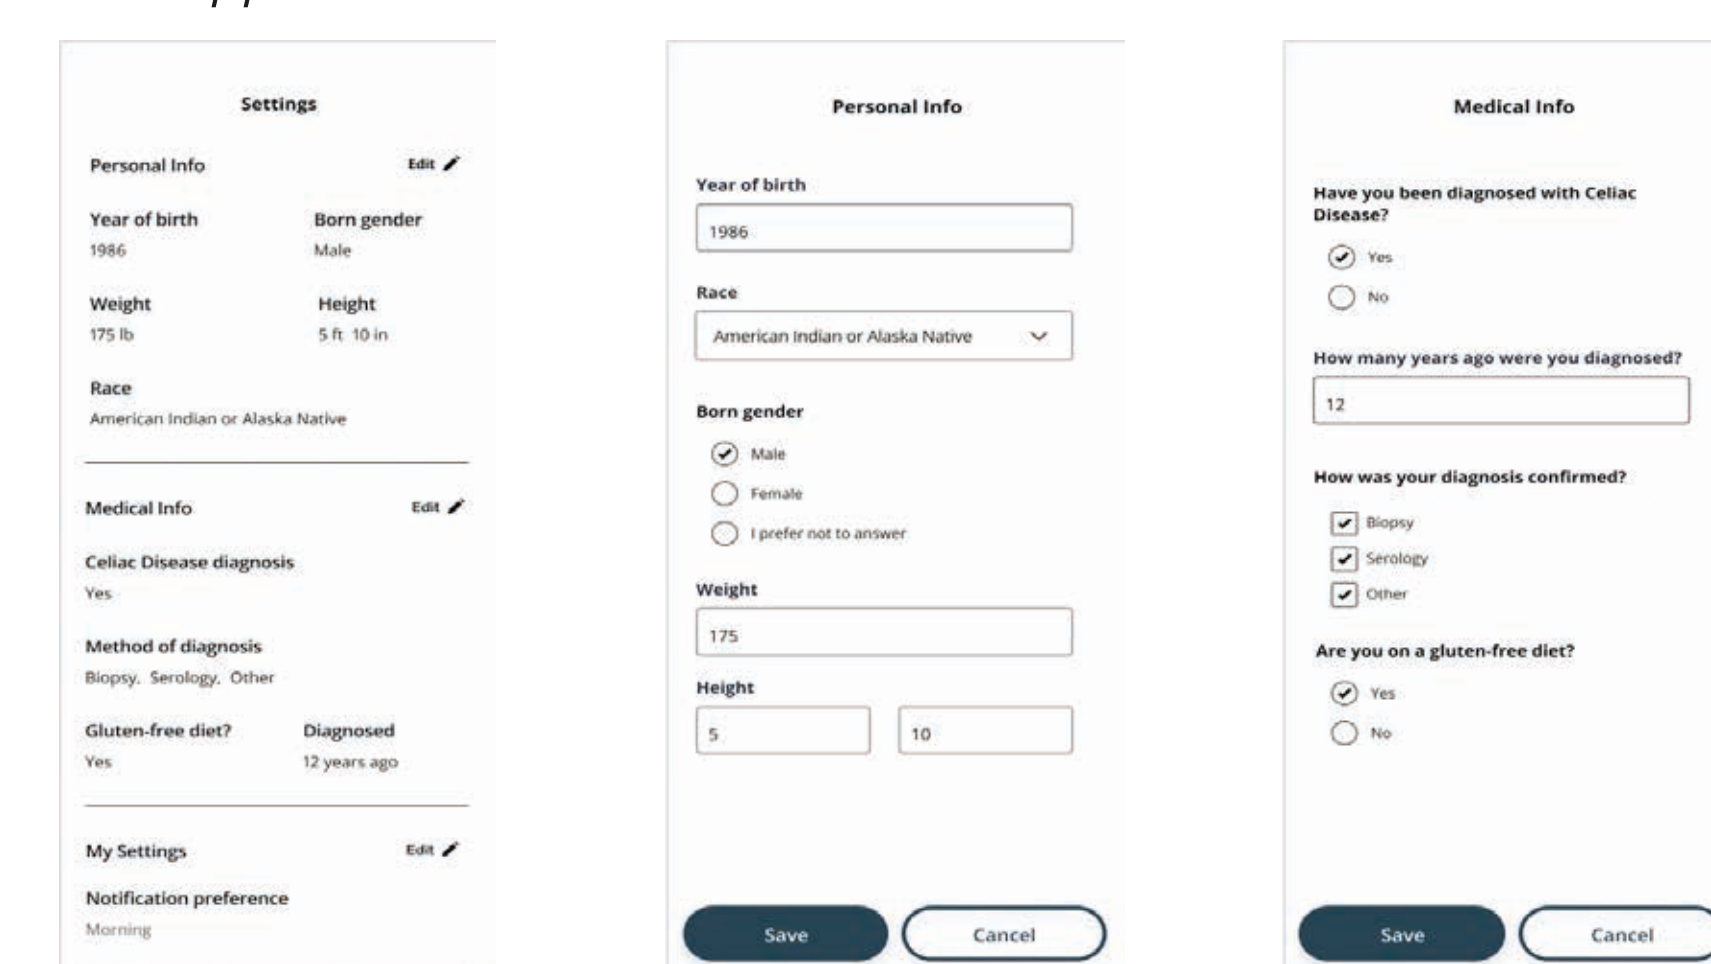 Settings
Personal Info Edit
Year of birth Born gender
1986 Male
Weight Height
175 lb 5 ft 10 in
Race
American Indian or Alaska Native
Medical Info Edit
Celiac Disease diagnosis
Yes
Method of diagnosis
Biopsy, Serology, Other
Gluten-free diet? Diagnosed
Yes 12 years ago
My Settings Edit
Notification preference
Morning
Personal Info
Year of birth
1986
Race
American Indian or Alaska Native
Born gender
Male
Female
I prefer not to answer
Weight
175
Height
5 10
Save Cancel
Medical Info
Have you been diagnosed with Celiac
Disease?
Yes
No
How many years ago were you diagnosed?
12
How was your diagnosis confirmed?
Biopsy
Serology
Other
Are you on a gluten-free diet?
Yes
No
Save Cancel